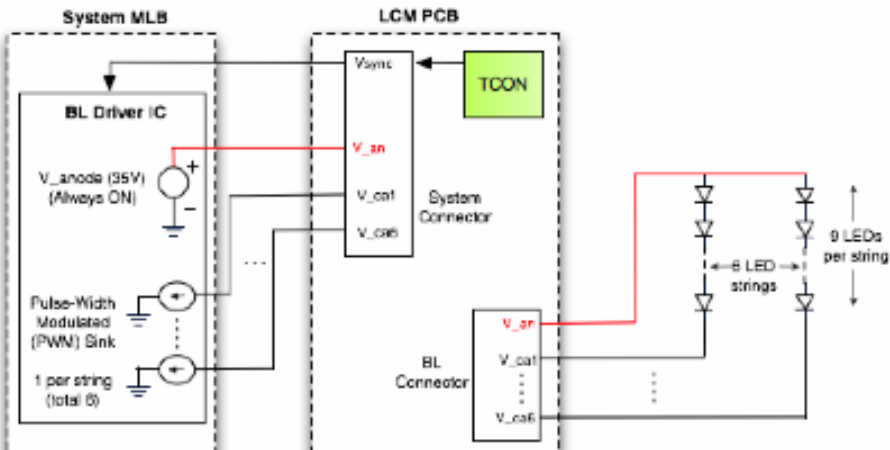 System MLB
LCM PCB
Vsync
TCON
BL Driver IC
V_an
V_anode (35V)
(Always ON)
+
−
V_ca1
System
Connector
V_ca6
...
9 LEDs
per string
6 LED
strings
Pulse-Width
Modulated
(PWM) Sink
V_an
V_ca1
BL
Connector
1 per string
(total 6)
V_ca6